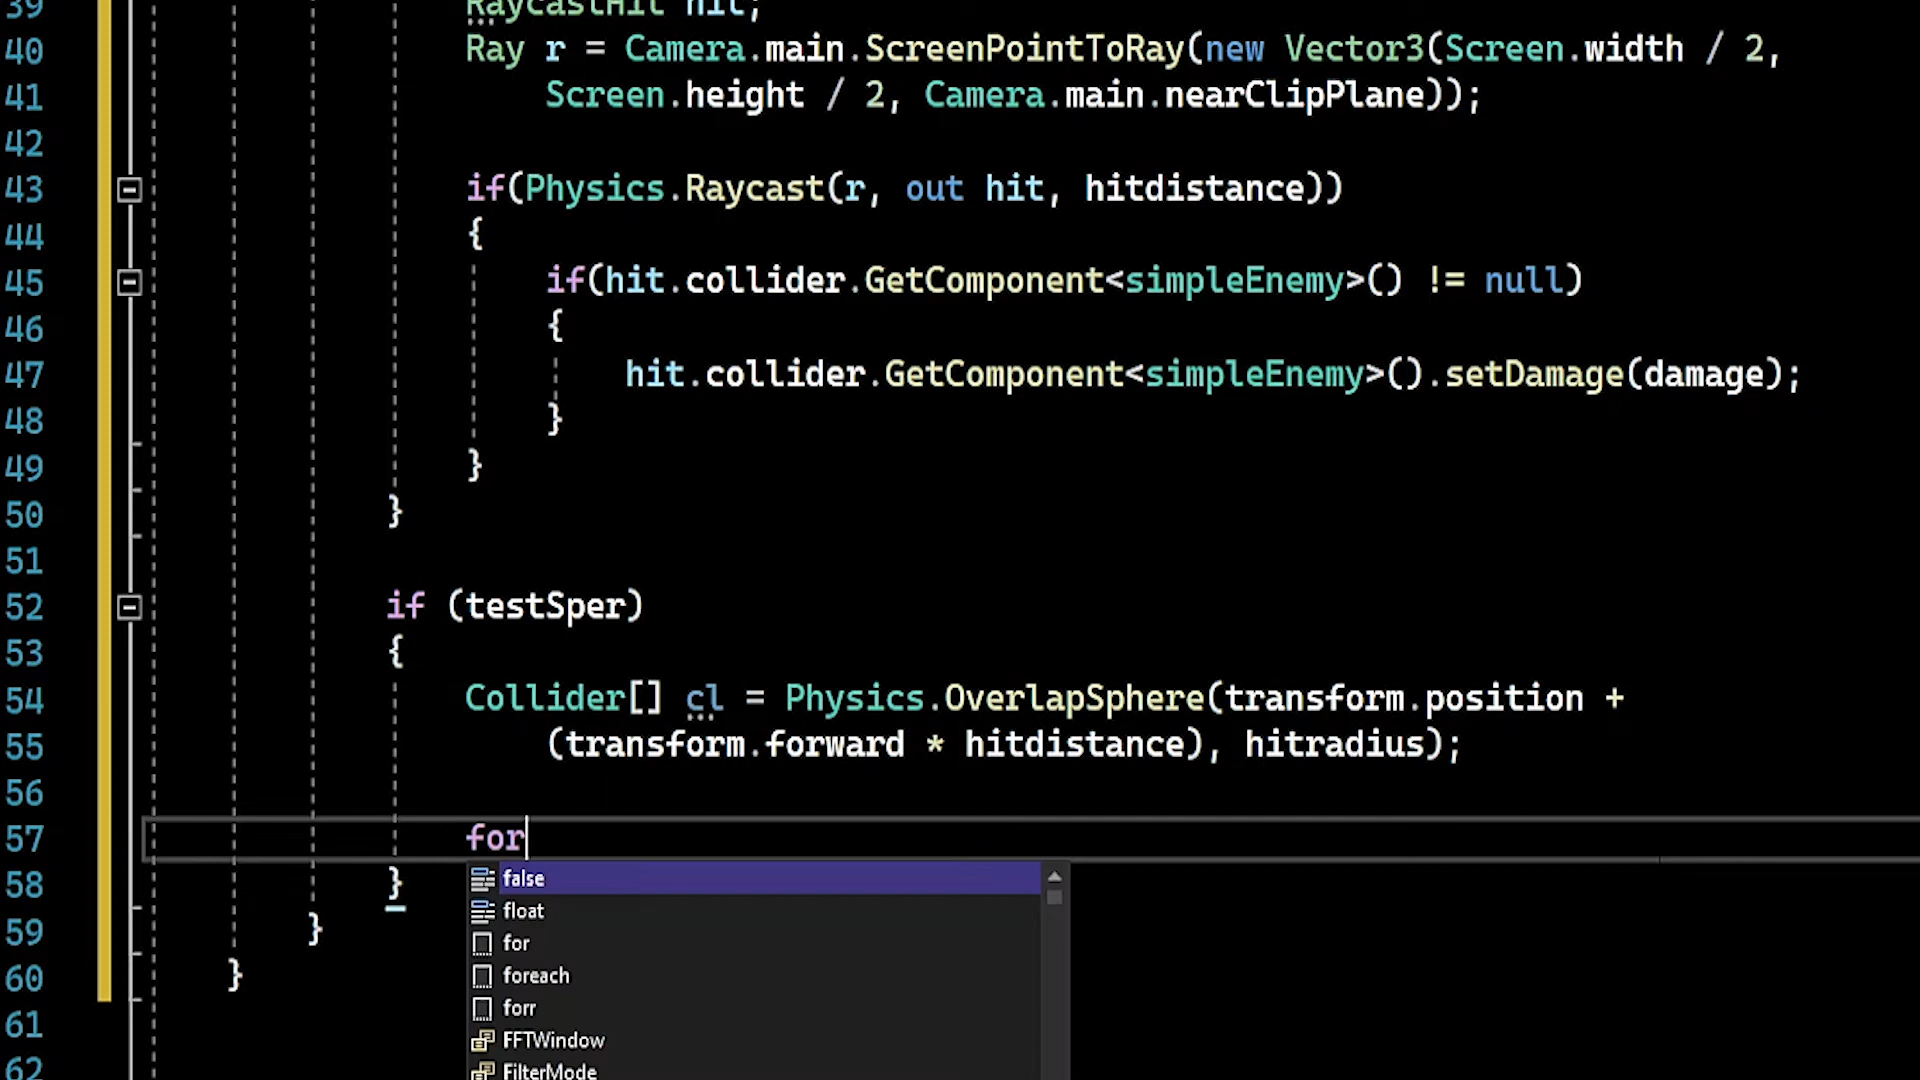 39 RaycastHit hit;
40 Ray r = Camera.main.ScreenPointToRay(new Vector3(Screen.width / 2,
41 Screen.height / 2, Camera.main.nearClipPlane));
42
43 if(Physics.Raycast(r, out hit, hitdistance))
44 {
45 if(hit.collider.GetComponent<simpleEnemy>() != null)
46 {
47 hit.collider.GetComponent<simpleEnemy>().setDamage(damage);
48 }
49 }
50 }
51
52 if (testSper)
53 {
54 Collider[] cl = Physics.OverlapSphere(transform.position +
55 (transform.forward * hitdistance), hitradius);
56
57 for
58 }
59 }
60 }
61
62
false
float
for
foreach
forr
FFTWindow
FilterMode